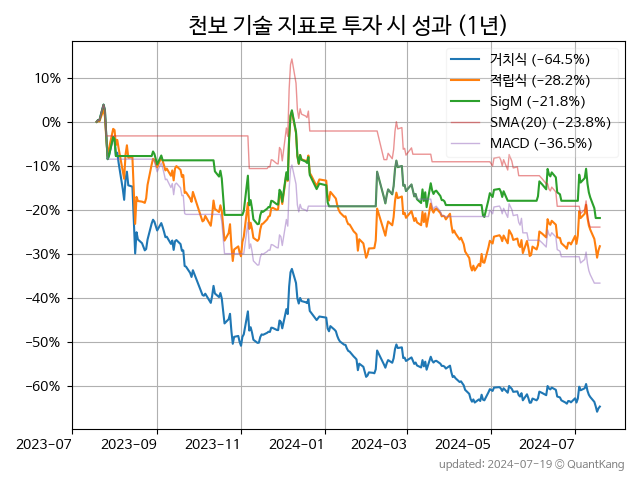 천보 기술 지표로 투자 시 성과 (1년)
거치식 (−64.5%)
적립식 (−28.2%)
SigM (−21.8%)
SMA(20) (−23.8%)
MACD (−36.5%)
10%
0%
−10%
−20%
−30%
−40%
−50%
−60%
2023-07 2023-09 2023-11 2024-01 2024-03 2024-05 2024-07
updated: 2024-07-19 @ QuantKang